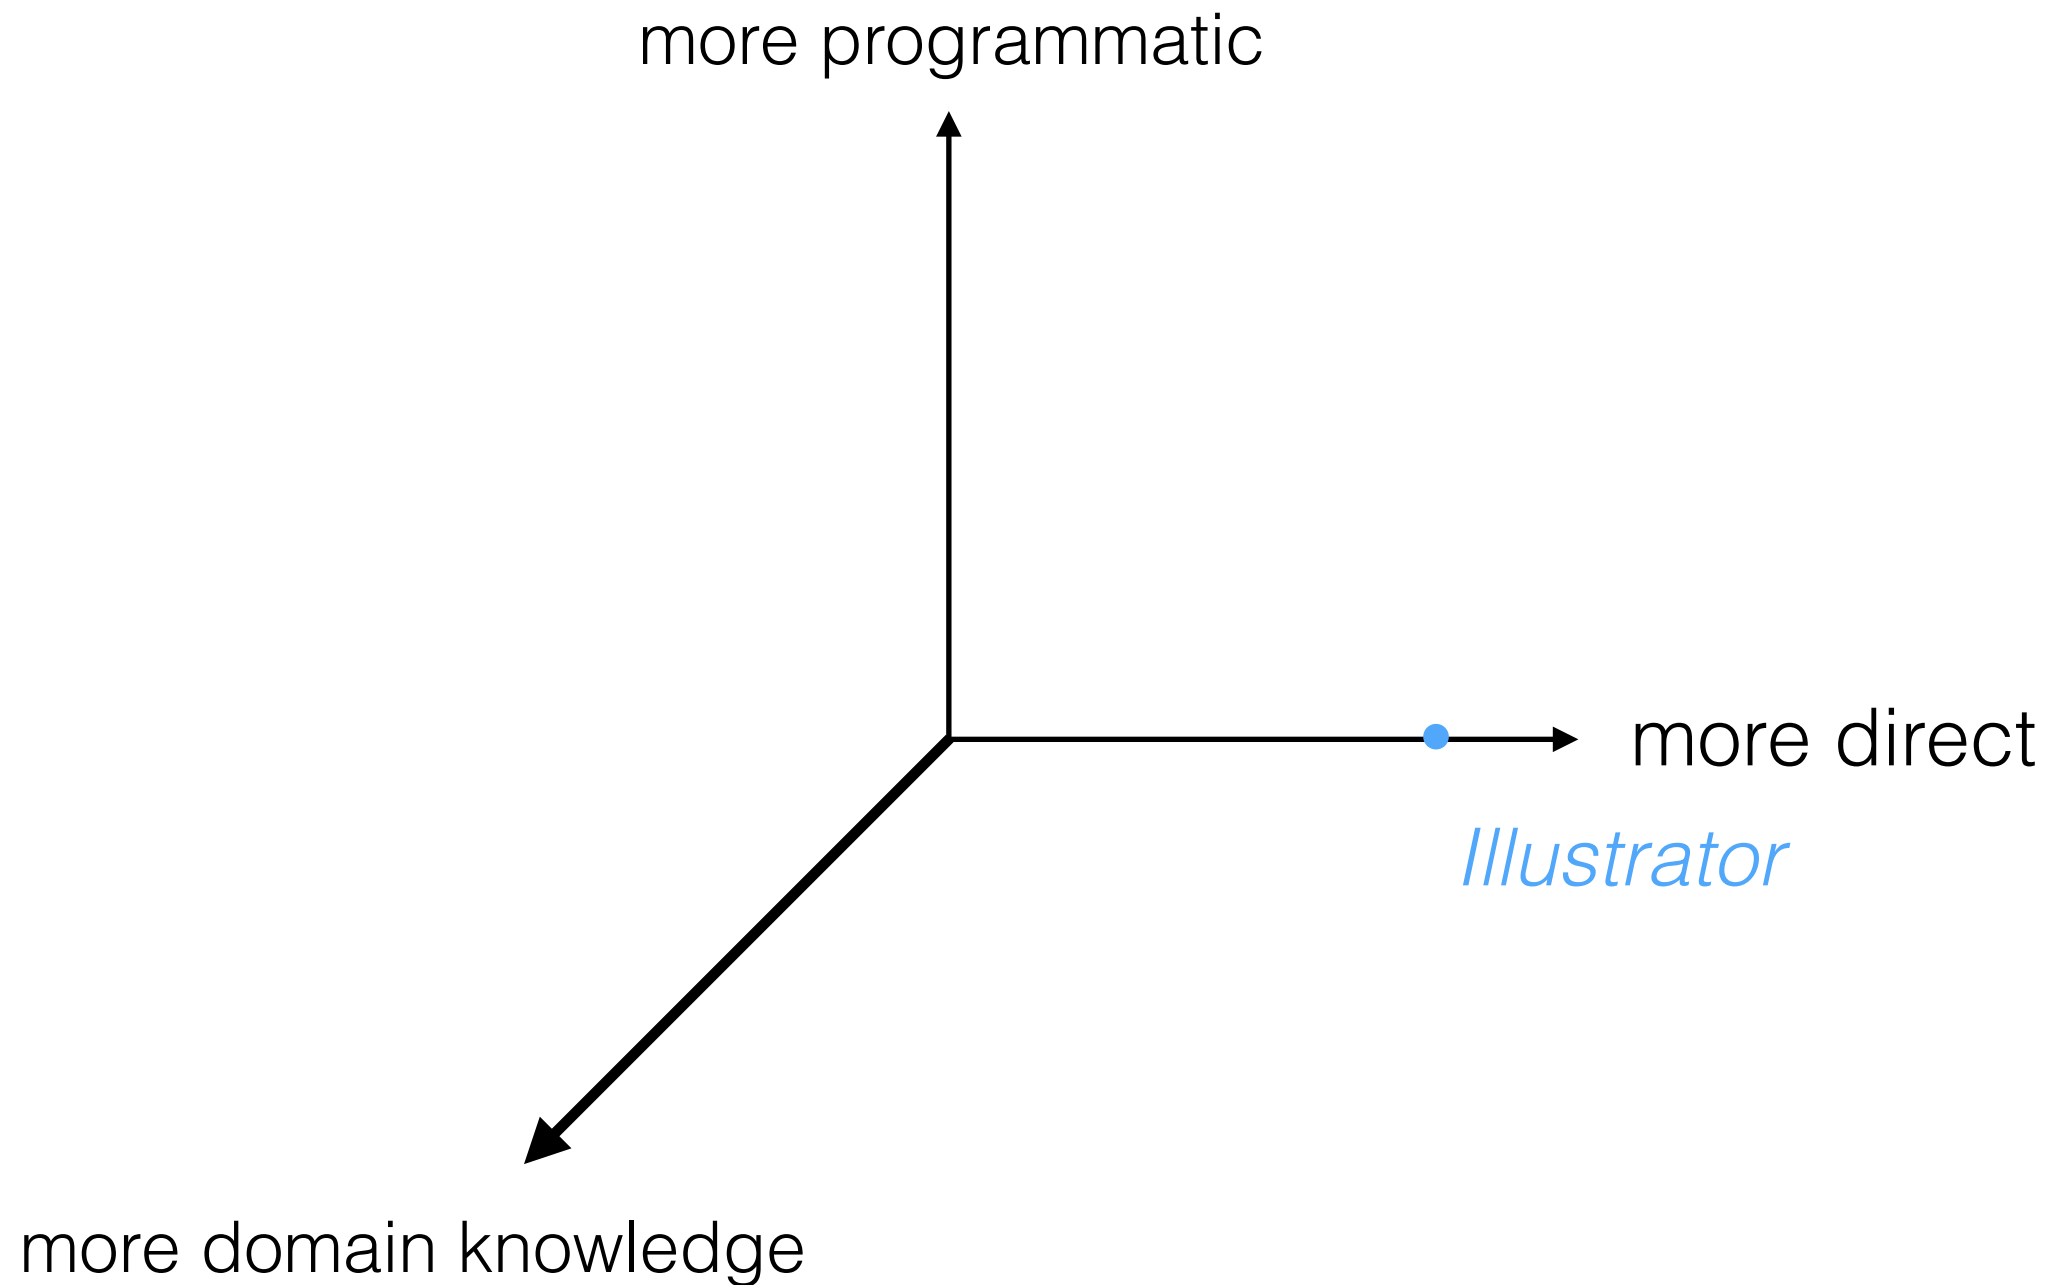 more programmatic
more direct
Illustrator
more domain knowledge